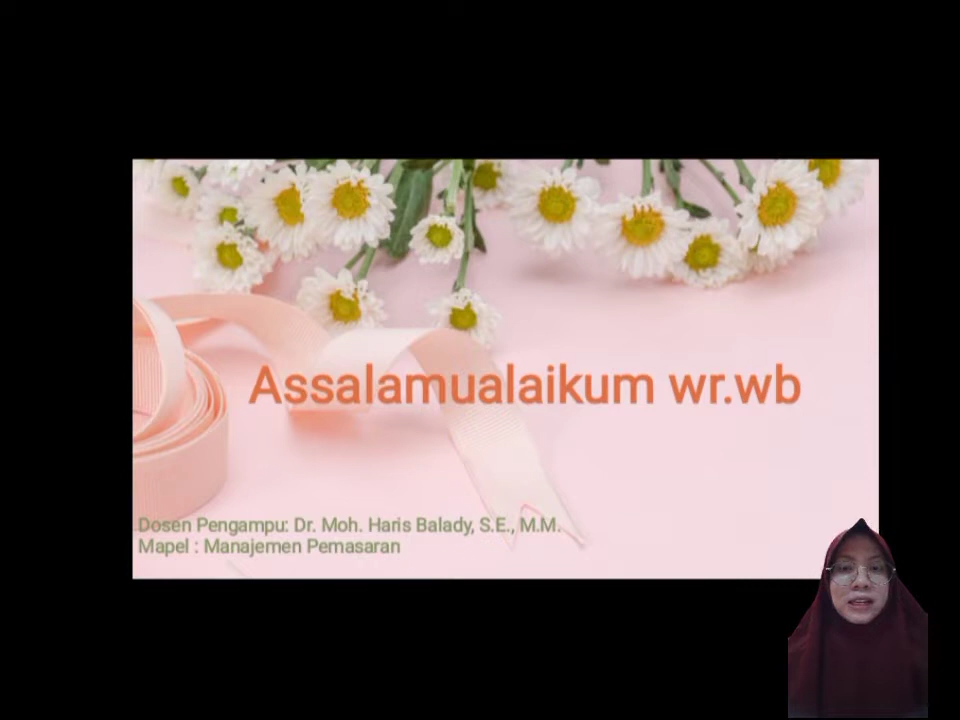 Assalamualaikum wr.wb
Dosen Pengampu: Dr. Moh. Haris Balady, S.E., M.M.
Mapel : Manajemen Pemasaran